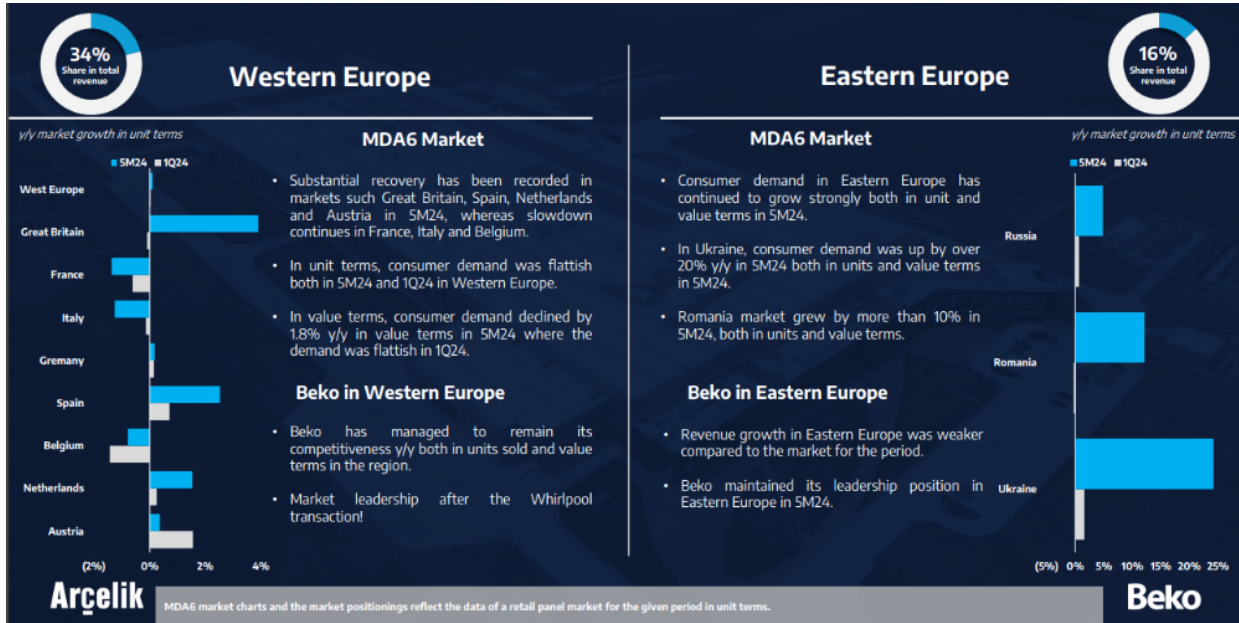 34%
Share in total
revenue
Western Europe
y/y market growth in unit terms
5M24 1Q24
West Europe
Great Britain
France
Italy
Gremany
Spain
Belgium
Netherlands
Austria
(2%) 0% 2% 4%
MDA6 Market
• Substantial recovery has been recorded in
markets such Great Britain, Spain, Netherlands
and Austria in 5M24, whereas slowdown
continues in France, Italy and Belgium.
• In unit terms, consumer demand was flattish
both in 5M24 and 1Q24 in Western Europe.
• In value terms, consumer demand declined by
1.8% y/y in value terms in 5M24 where the
demand was flattish in 1Q24.
Beko in Western Europe
• Beko has managed to remain its
competitiveness y/y both in units sold and value
terms in the region.
• Market leadership after the Whirlpool
transaction!
Eastern Europe
16%
Share in total
revenue
MDA6 Market
• Consumer demand in Eastern Europe has
continued to grow strongly both in unit and
value terms in 5M24.
• In Ukraine, consumer demand was up by over
20% y/y in 5M24 both in units and value terms
in 5M24.
• Romania market grew by more than 10% in
5M24, both in units and value terms.
Beko in Eastern Europe
• Revenue growth in Eastern Europe was weaker
compared to the market for the period.
• Beko maintained its leadership position in
Eastern Europe in 5M24.
y/y market growth in unit terms
5M24 1Q24
Russia
Romania
Ukraine
(5%) 0% 5% 10% 15% 20% 25%
Arçelik
MDA6 market charts and the market positionings reflect the data of a retail panel market for the given period in unit terms.
Beko